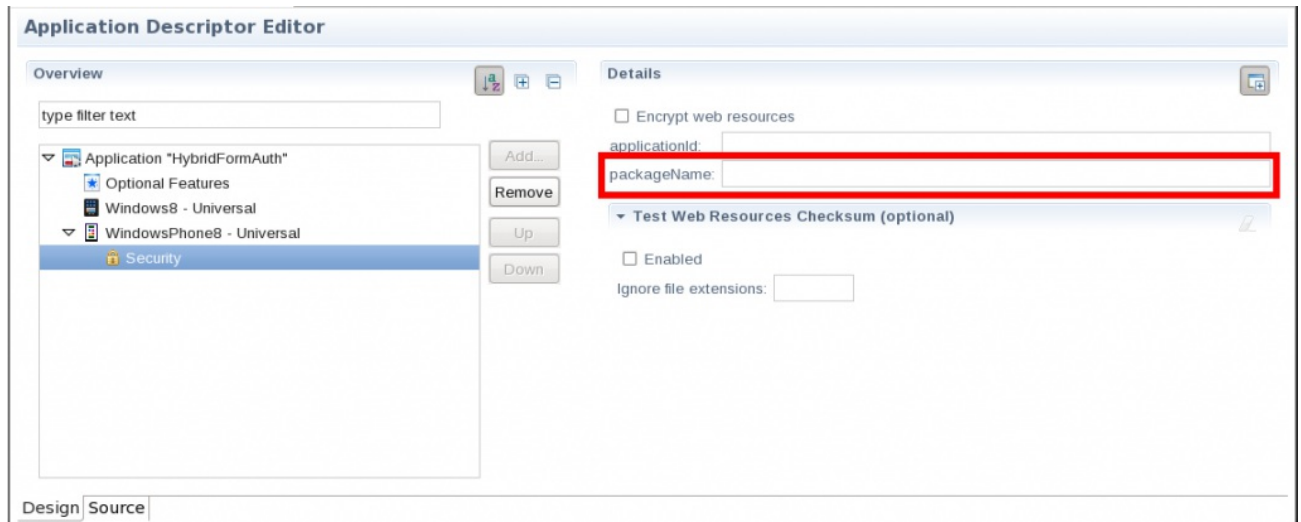 Application Descriptor Editor
Overview
type filter text
Application "HybridFormAuth"
Optional Features
Windows8 - Universal
WindowsPhone8 - Universal
Security
Add...
Remove
Up
Down
Details
Encrypt web resources
applicationId:
packageName:
Test Web Resources Checksum (optional)
Enabled
Ignore file extensions:
Design Source